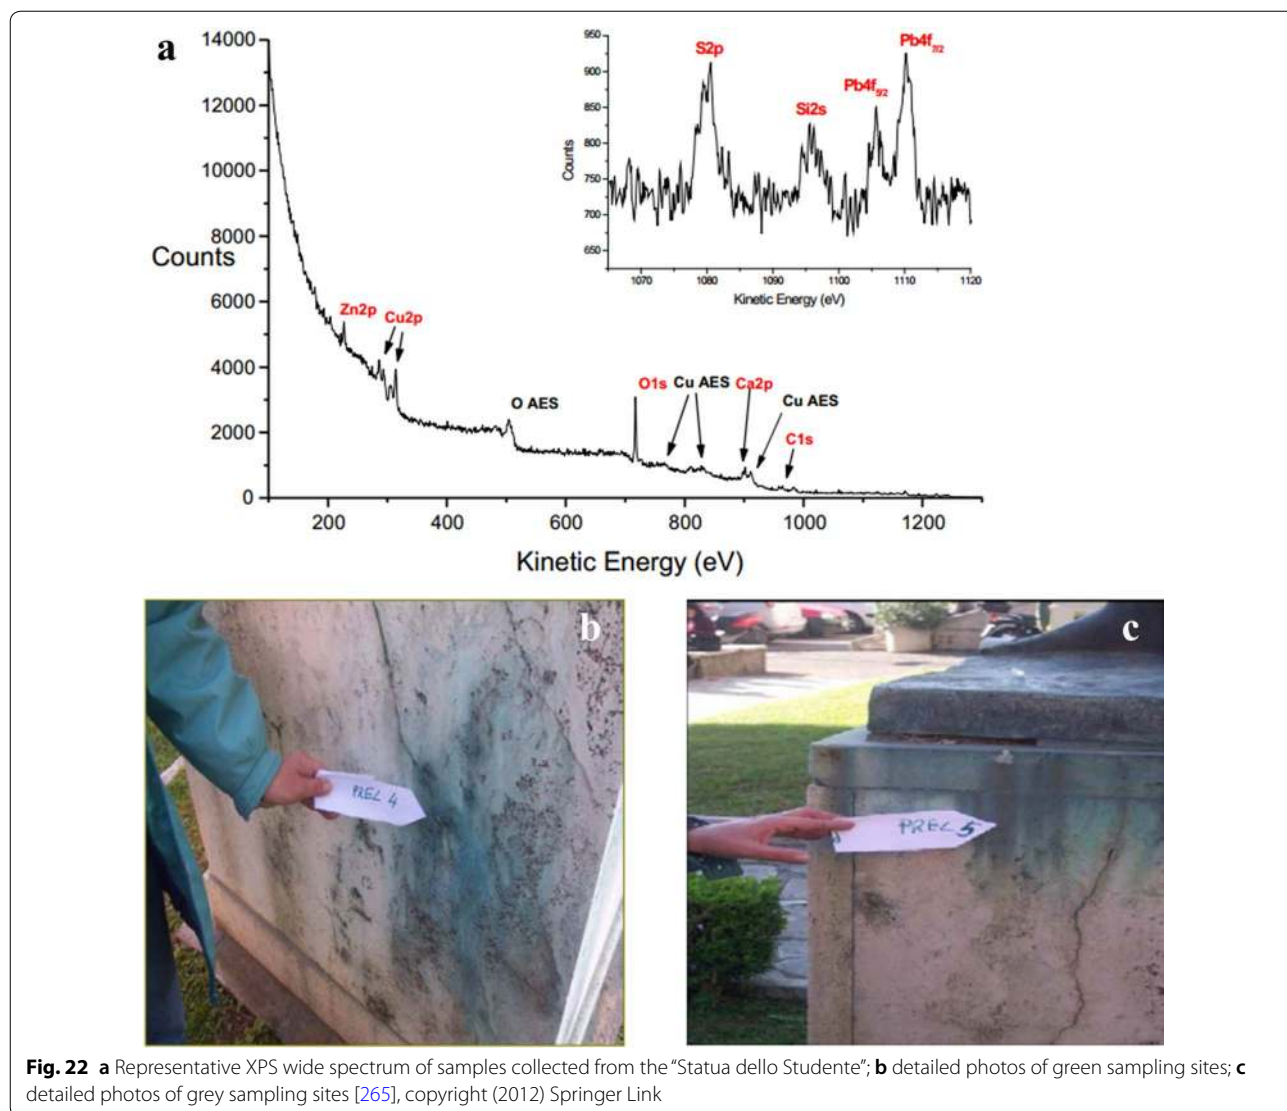 a
14000
12000
10000
8000
6000
4000
2000
0
Counts
200 400 600 800 1000 1200
Kinetic Energy (eV)
Zn2p
Cu2p
O AES
O1s
Cu AES
Ca2p
Cu AES
C1s
950
900
850
800
750
700
650
Counts
1070 1080 1090 1100 1110 1120
Kinetic Energy (eV)
S2p
Si2s
Pb4f5/2
Pb4f7/2
b
PREL 4
c
PREL 5
Fig. 22 a Representative XPS wide spectrum of samples collected from the “Statua dello Studente”; b detailed photos of green sampling sites; c
detailed photos of grey sampling sites [265], copyright (2012) Springer Link